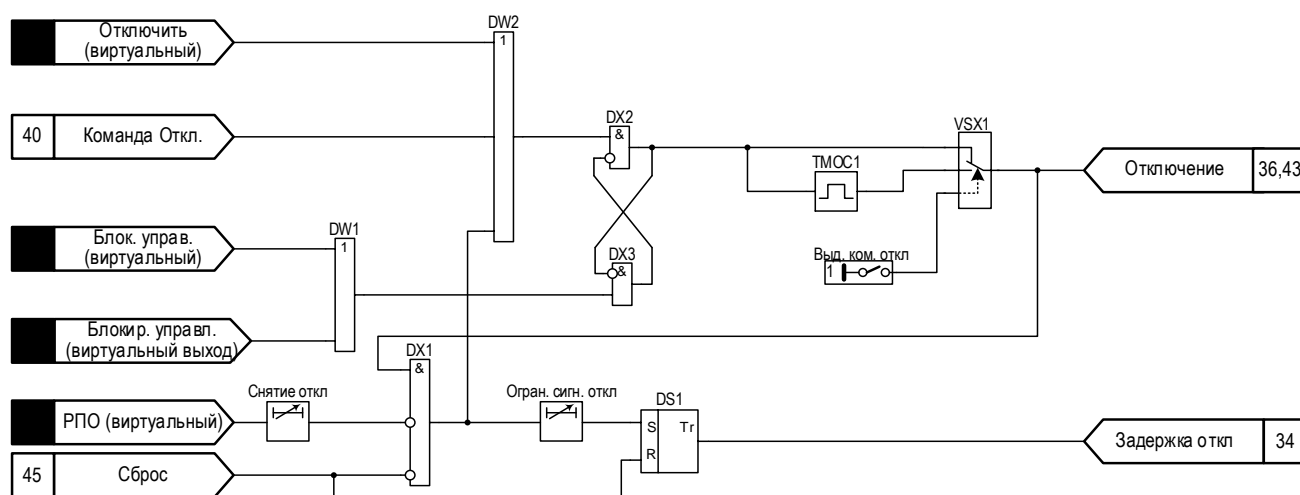 Отключить
(виртуальный)
DW2
1
40
Команда Откл.
DX2
&
VSX1
TMOC1
Отключение
36,43
Блок. управ.
(виртуальный)
DW1
1
DX3
&
Выд. ком. откл
1
Блокир. управл.
(виртуальный выход)
DX1
&
Снятие откл
Огран. сигн. откл
DS1
РПО (виртуальный)
S
Tr
R
Задержка откл
34
45
Сброс